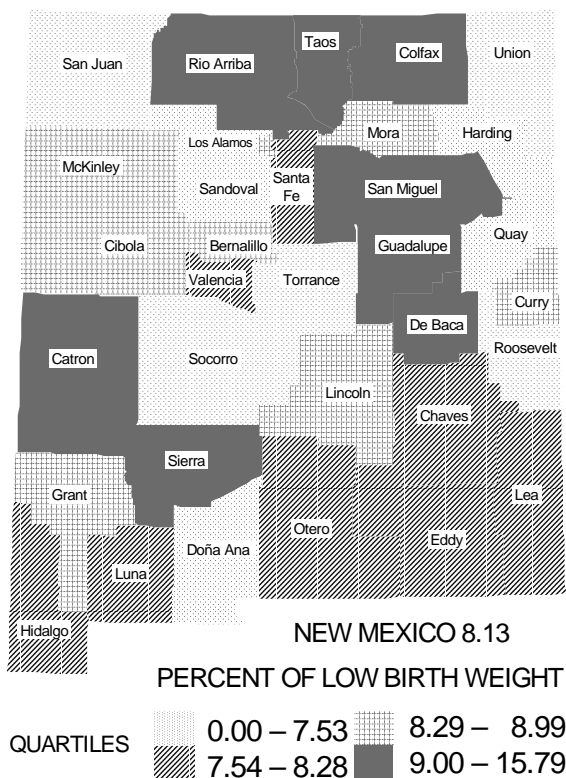 Taos
San Juan Rio Arriba Colfax Union
Los Alamos Mora Harding
McKinley
Sandoval Santa
Fe San Miguel
Cibola Bernalillo Guadalupe Quay
Valencia Torrance
Curry
De Baca
Catron Socorro Roosevelt
Lincoln
Chaves
Sierra
Grant Lea
Otero Eddy
Doña Ana
Luna
Hidalgo
NEW MEXICO 8.13
PERCENT OF LOW BIRTH WEIGHT
QUARTILES
0.00 – 7.53 8.29 – 8.99
7.54 – 8.28 9.00 – 15.79